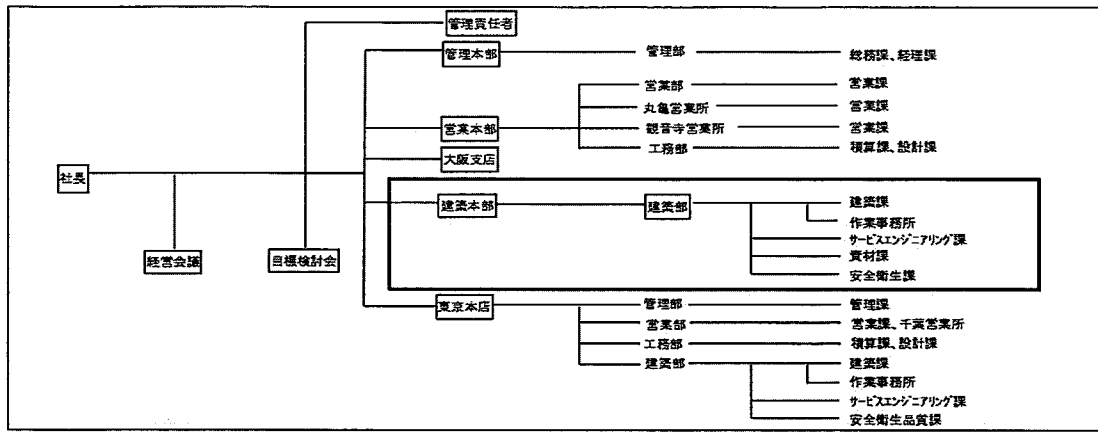 管理責任者
管理本部 管理部 総務課、経理課
営業部 営業課
丸亀営業所 営業課
営業本部 観音寺営業所 営業課
工務部 積算課、設計課
大阪支店
社長
建築本部 建築部 建築課
作業事務所
サービスエンジニアリング課
経営会議 目標検討会 資材課
安全衛生課
東京本店 管理部 管理課
営業部 営業課、千葉営業所
工務部 積算課、設計課
建築部 建築課
作業事務所
サービスエンジニアリング課
安全衛生品質課